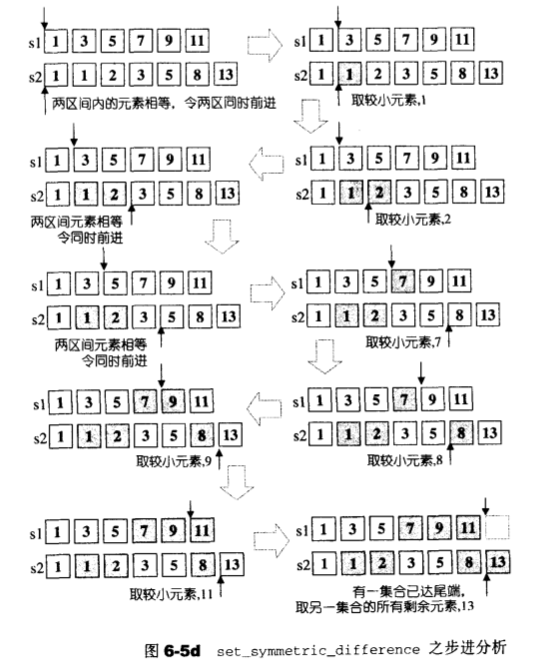 s1 1 3 5 7 9 11
s2 1 1 2 3 5 8 13
两区间内的元素相等，令两区同时前进
s1 1 3 5 7 9 11
s2 1 1 2 3 5 8 13
取较小元素,1
s1 1 3 5 7 9 11
s2 1 1 2 3 5 8 13
取较小元素,2
s1 1 3 5 7 9 11
s2 1 1 2 3 5 8 13
两区间元素相等
令同时前进
s1 1 3 5 7 9 11
s2 1 1 2 3 5 8 13
两区间元素相等
令同时前进
s1 1 3 5 7 9 11
s2 1 1 2 3 5 8 13
取较小元素,7
s1 1 3 5 7 9 11
s2 1 1 2 3 5 8 13
取较小元素,8
s1 1 3 5 7 9 11
s2 1 1 2 3 5 8 13
取较小元素,9
s1 1 3 5 7 9 11
s2 1 1 2 3 5 8 13
取较小元素,11
s1 1 3 5 7 9 11
s2 1 1 2 3 5 8 13
有一集合已达尾端，
取另一集合的所有剩余元素,13
图 6-5d set_symmetric_difference 之步进分析